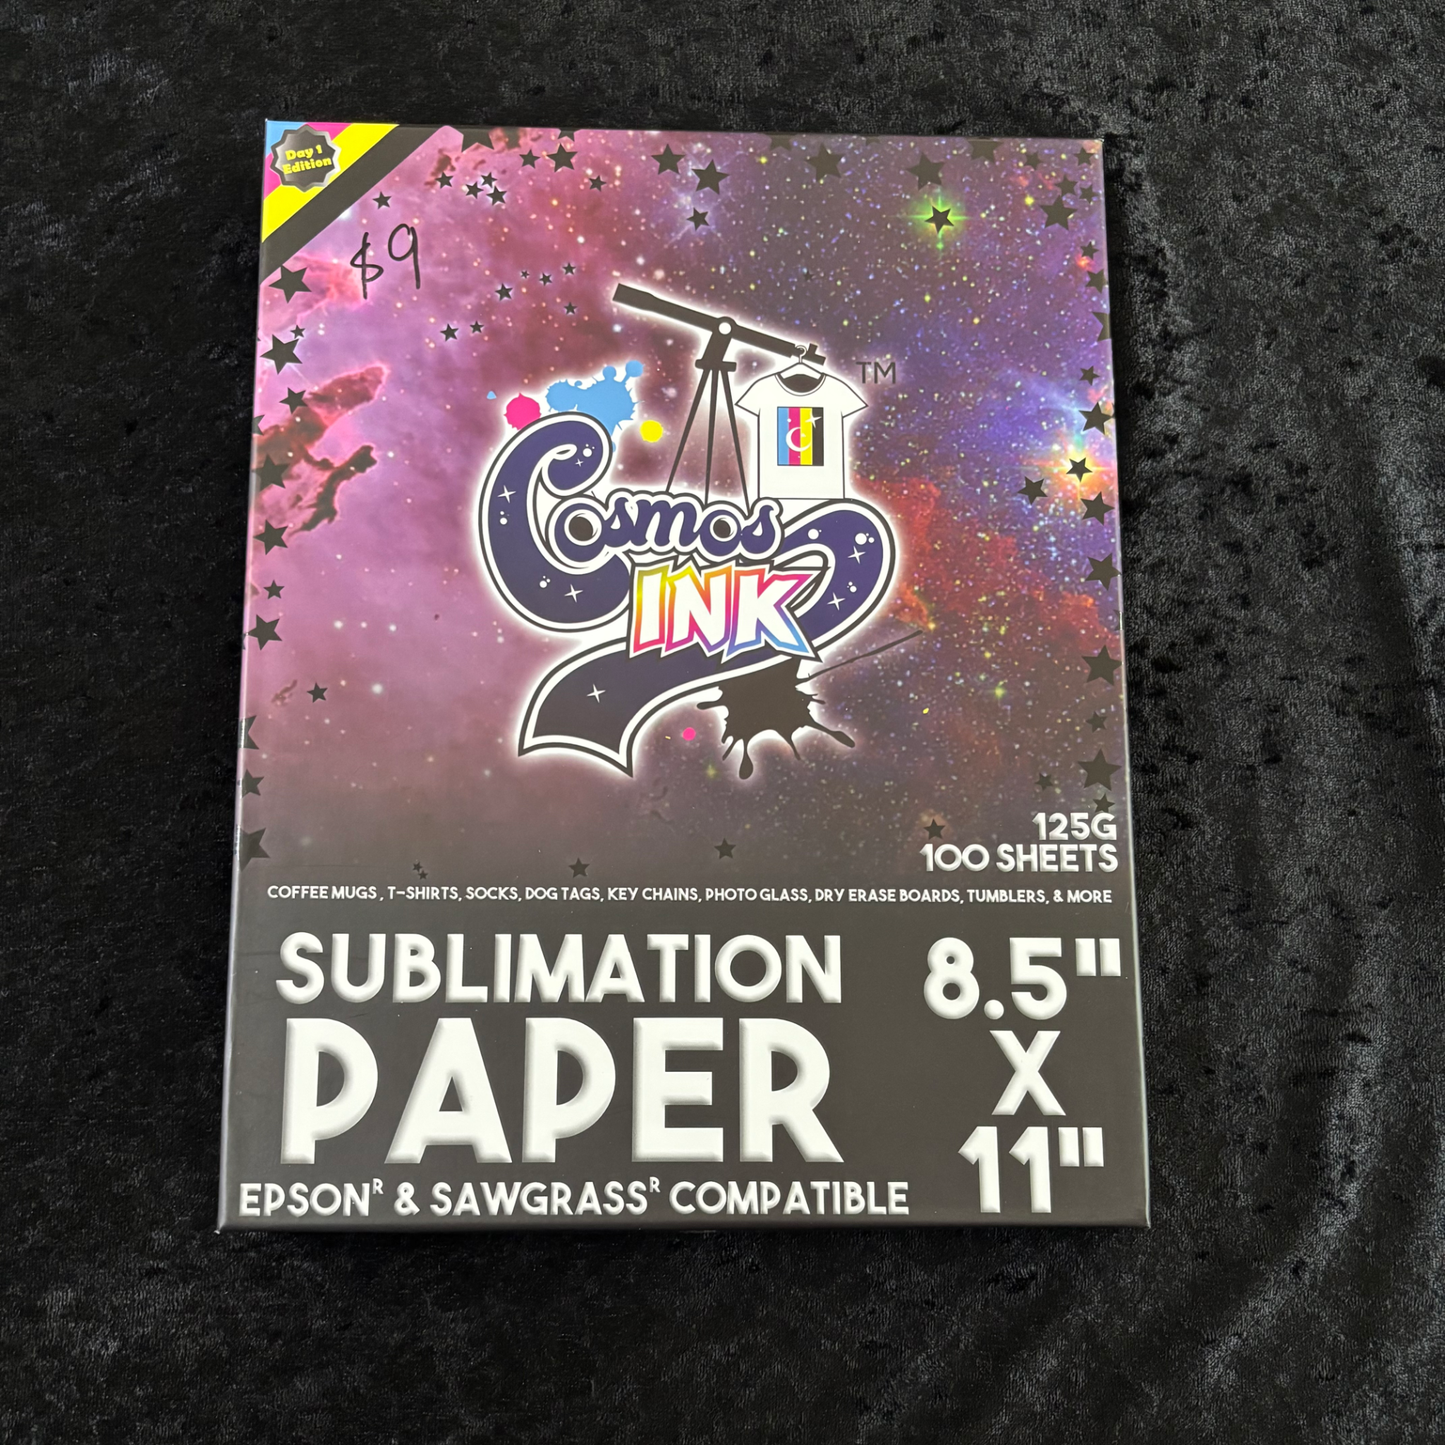 Day 1
Edition
$9
TM
Cosmos
INK
125G
100 SHEETS
COFFEE MUGS , T-SHIRTS, SOCKS, DOG TAGS, KEY CHAINS, PHOTO GLASS, DRY ERASE BOARDS, TUMBLERS, & MORE
SUBLIMATION
PAPER
8.5"
X
11"
EPSONᴿ & SAWGRASSᴿ COMPATIBLE